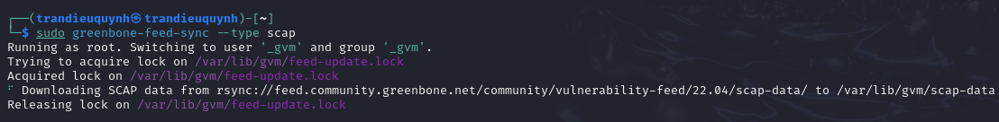 ┌──(trandieuquynh㉿trandieuquynh)-[~]
└─$ sudo greenbone-feed-sync --type scap
Running as root. Switching to user '_gvm' and group '_gvm'.
Trying to acquire lock on /var/lib/gvm/feed-update.lock
Acquired lock on /var/lib/gvm/feed-update.lock
⠋ Downloading SCAP data from rsync://feed.community.greenbone.net/community/vulnerability-feed/22.04/scap-data/ to /var/lib/gvm/scap-data
Releasing lock on /var/lib/gvm/feed-update.lock